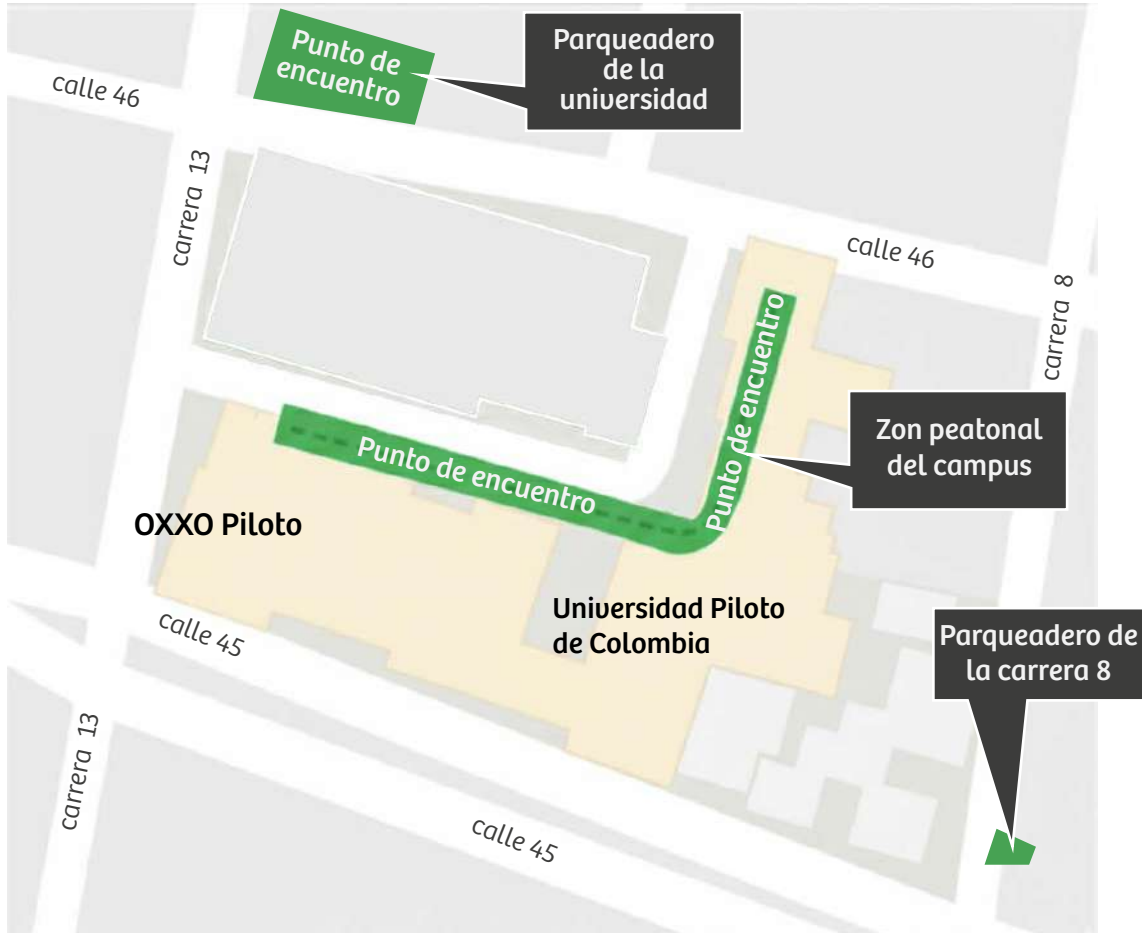 Punto de
encuentro
Parqueadero
de la
universidad
calle 46
carrera 13
calle 46
carrera 8
Punto de encuentro
Zon peatonal
del campus
Punto de encuentro
OXXO Piloto
Universidad Piloto
de Colombia
calle 45
Parqueadero de
la carrera 8
carrera 13
calle 45